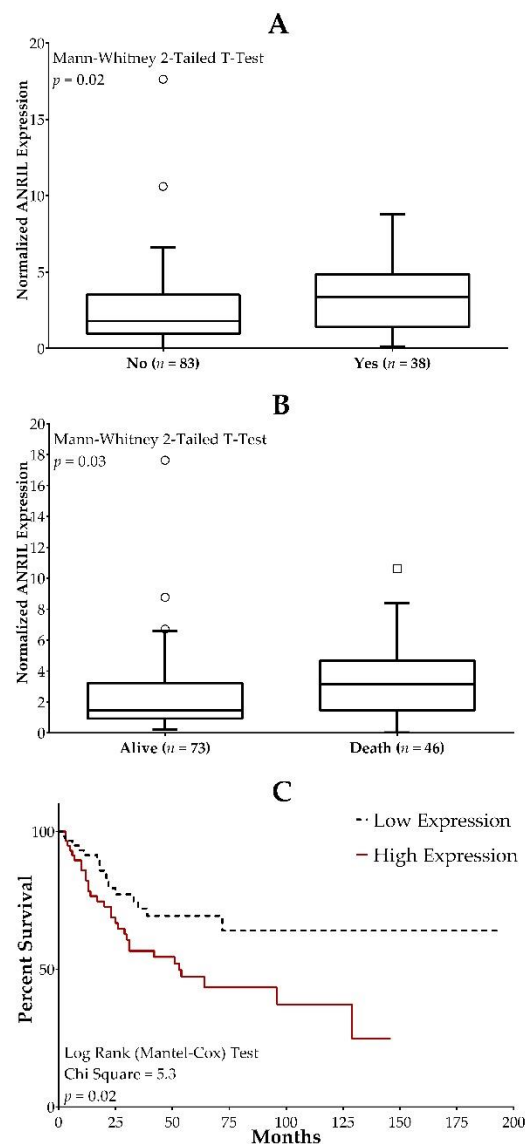 A
20
Mann-Whitney 2-Tailed T-Test
p = 0.02
15
10
5
0
Normalized ANRIL Expression
No (n = 83) Yes (n = 38)
B
20
Mann-Whitney 2-Tailed T-Test
18
p = 0.03
16
14
12
10
8
6
4
2
0
Normalized ANRIL Expression
Alive (n = 73) Death (n = 46)
C
Low Expression
High Expression
100
50
0
Percent Survival
Log Rank (Mantel-Cox) Test
Chi Square = 5.3
p = 0.02
0 25 50 75 100 125 150 175 200
Months